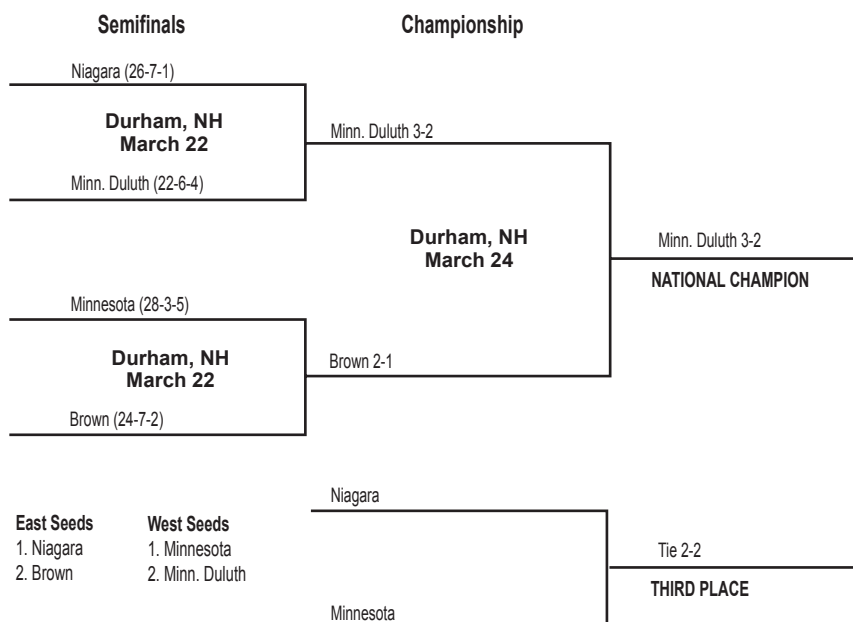 Semifinals
Championship
Niagara (26-7-1)
Durham, NH
March 22
Minn. Duluth (22-6-4)
Minn. Duluth 3-2
Durham, NH
March 24
Minn. Duluth 3-2
NATIONAL CHAMPION
Minnesota (28-3-5)
Durham, NH
March 22
Brown (24-7-2)
Brown 2-1
East Seeds
1. Niagara
2. Brown
West Seeds
1. Minnesota
2. Minn. Duluth
Niagara
Tie 2-2
THIRD PLACE
Minnesota